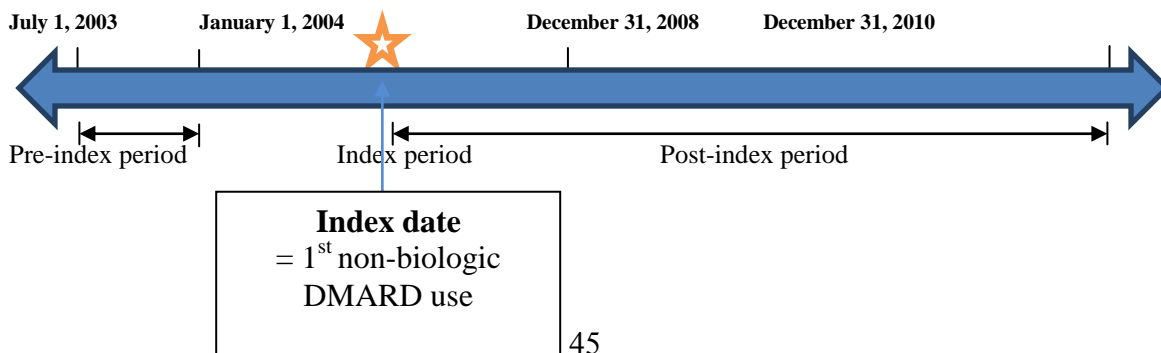 July 1, 2003 January 1, 2004 December 31, 2008 December 31, 2010
Pre-index period Index period Post-index period
Index date
= 1st non-biologic
DMARD use
45